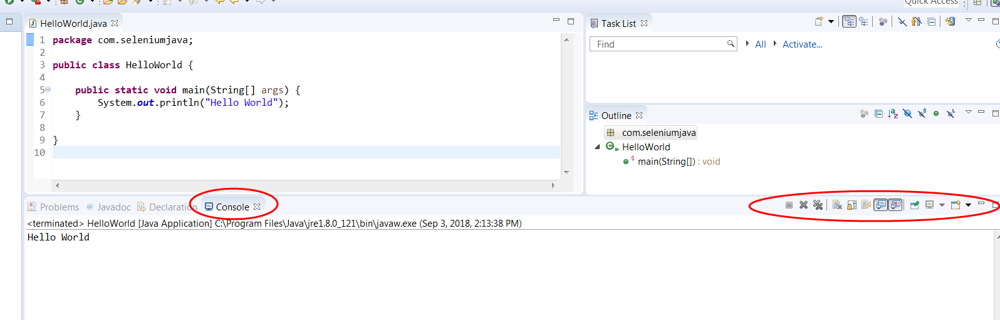 Quick Access
HelloWorld.java
1 package com.seleniumjava;
2
3 public class HelloWorld {
4
5 public static void main(String[] args) {
6 System.out.println("Hello World");
7 }
8
9 }
10
Task List
Find
All
Activate...
Outline
com.seleniumjava
HelloWorld
main(String[]) : void
Problems @ Javadoc Declaration Console
<terminated> HelloWorld [Java Application] C:\Program Files\Java\jre1.8.0_121\bin\javaw.exe (Sep 3, 2018, 2:13:38 PM)
Hello World